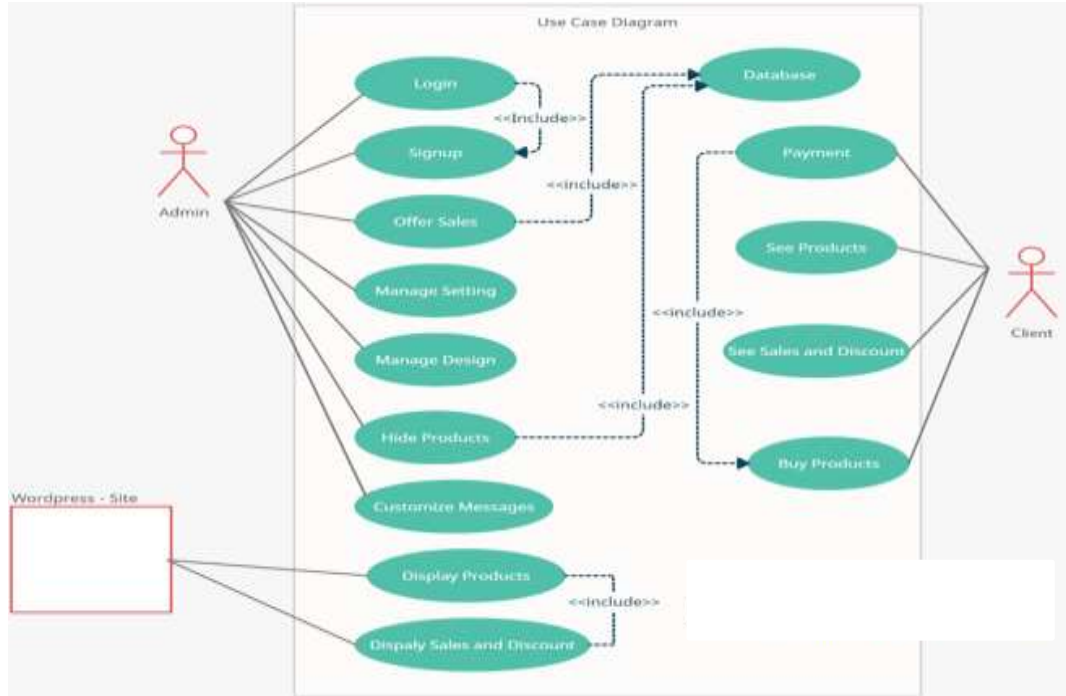 Use Case Diagram
Login
Database
<<Include>>
Signup
Payment
<<include>>
Admin
Offer Sales
See Products
Manage Setting
<<include>>
Client
Manage Design
See Sales and Discount
<<include>>
Hide Products
Buy Products
Wordpress - Site
Customize Messages
Display Products
<<include>>
Dispaly Sales and Discount